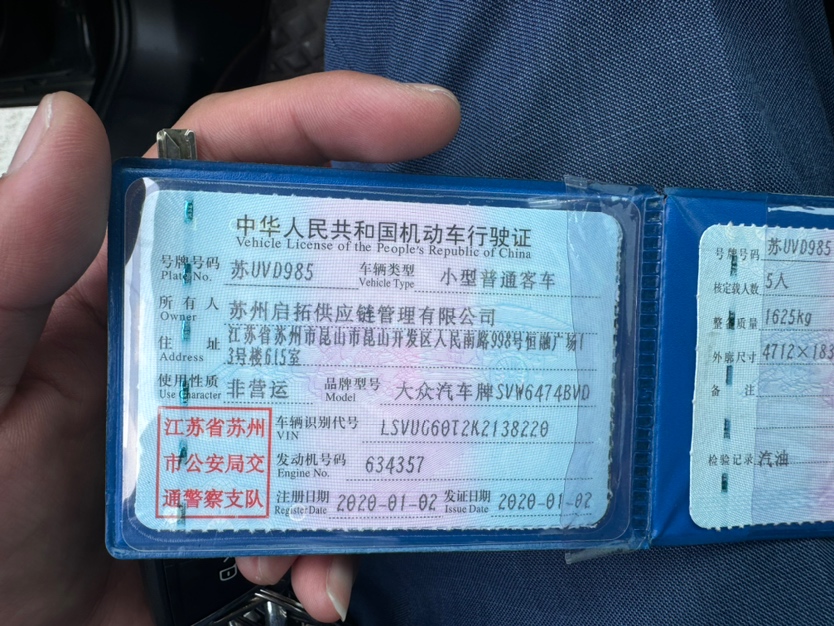 中华人民共和国机动车行驶证
Vehicle License of the People's Republic of China
号牌号码 苏UVD985 车辆类型 小型普通客车
Plate No. Vehicle Type
所有人 苏州启拓供应链管理有限公司
Owner
住址 江苏省苏州市昆山市昆山开发区人民南路998号恒融广场1
Address 3号楼615室
使用性质 非营运 品牌型号 大众汽车牌SVW6474BVD
Use Character Model
江苏省苏州
市公安局交
通警察支队
车辆识别代号 LSVUG60T2K2138220
VIN
发动机号码 634357
Engine No.
注册日期 2020-01-02 发证日期 2020-01-02
Register Date Issue Date
号牌号码 苏UVD985
核定载人数 5人
整备质量 1625kg
外廓尺寸 4712×183
备注
检验记录 汽油